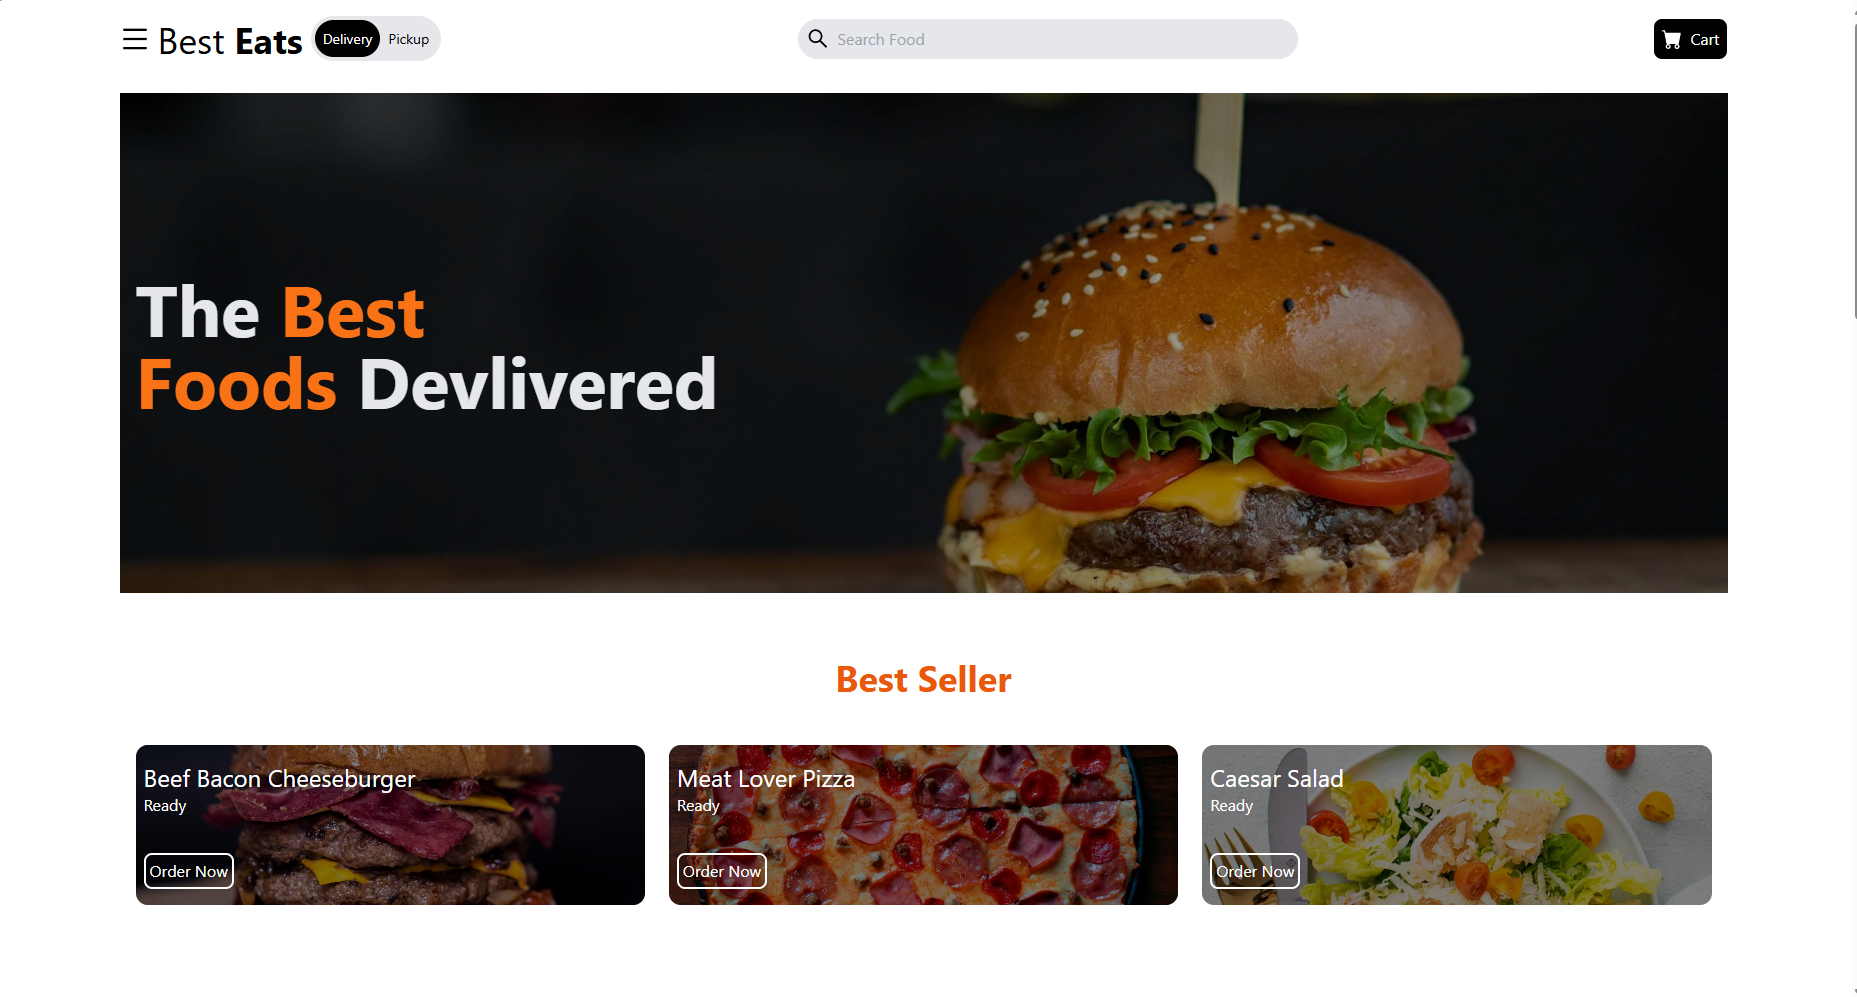 Best Eats
Delivery Pickup
Search Food
Cart
The Best
Foods Devlivered
Best Seller
Beef Bacon Cheeseburger
Ready
Order Now
Meat Lover Pizza
Ready
Order Now
Caesar Salad
Ready
Order Now